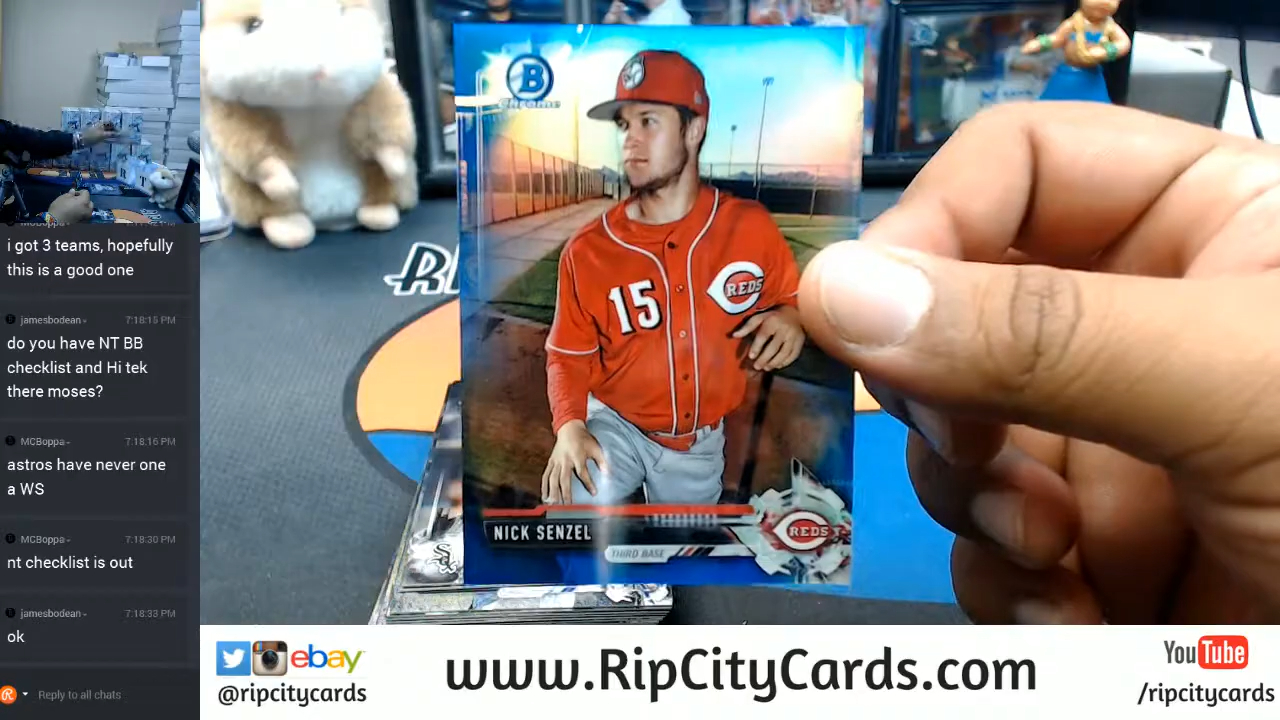 i got 3 teams, hopefully
this is a good one
jamesbodean
7:18:15 PM
do you have NT BB
checklist and Hi tek
there moses?
MCBoppa
7:18:16 PM
astros have never one
a WS
MCBoppa
7:18:30 PM
nt checklist is out
jamesbodean
7:18:33 PM
ok
Reply to all chats
B
Chrome
15
REDS
NICK SENZEL
THIRD BASE
REDS
ebay
@ripcitycards
www.RipCityCards.com
YouTube
/ripcitycards